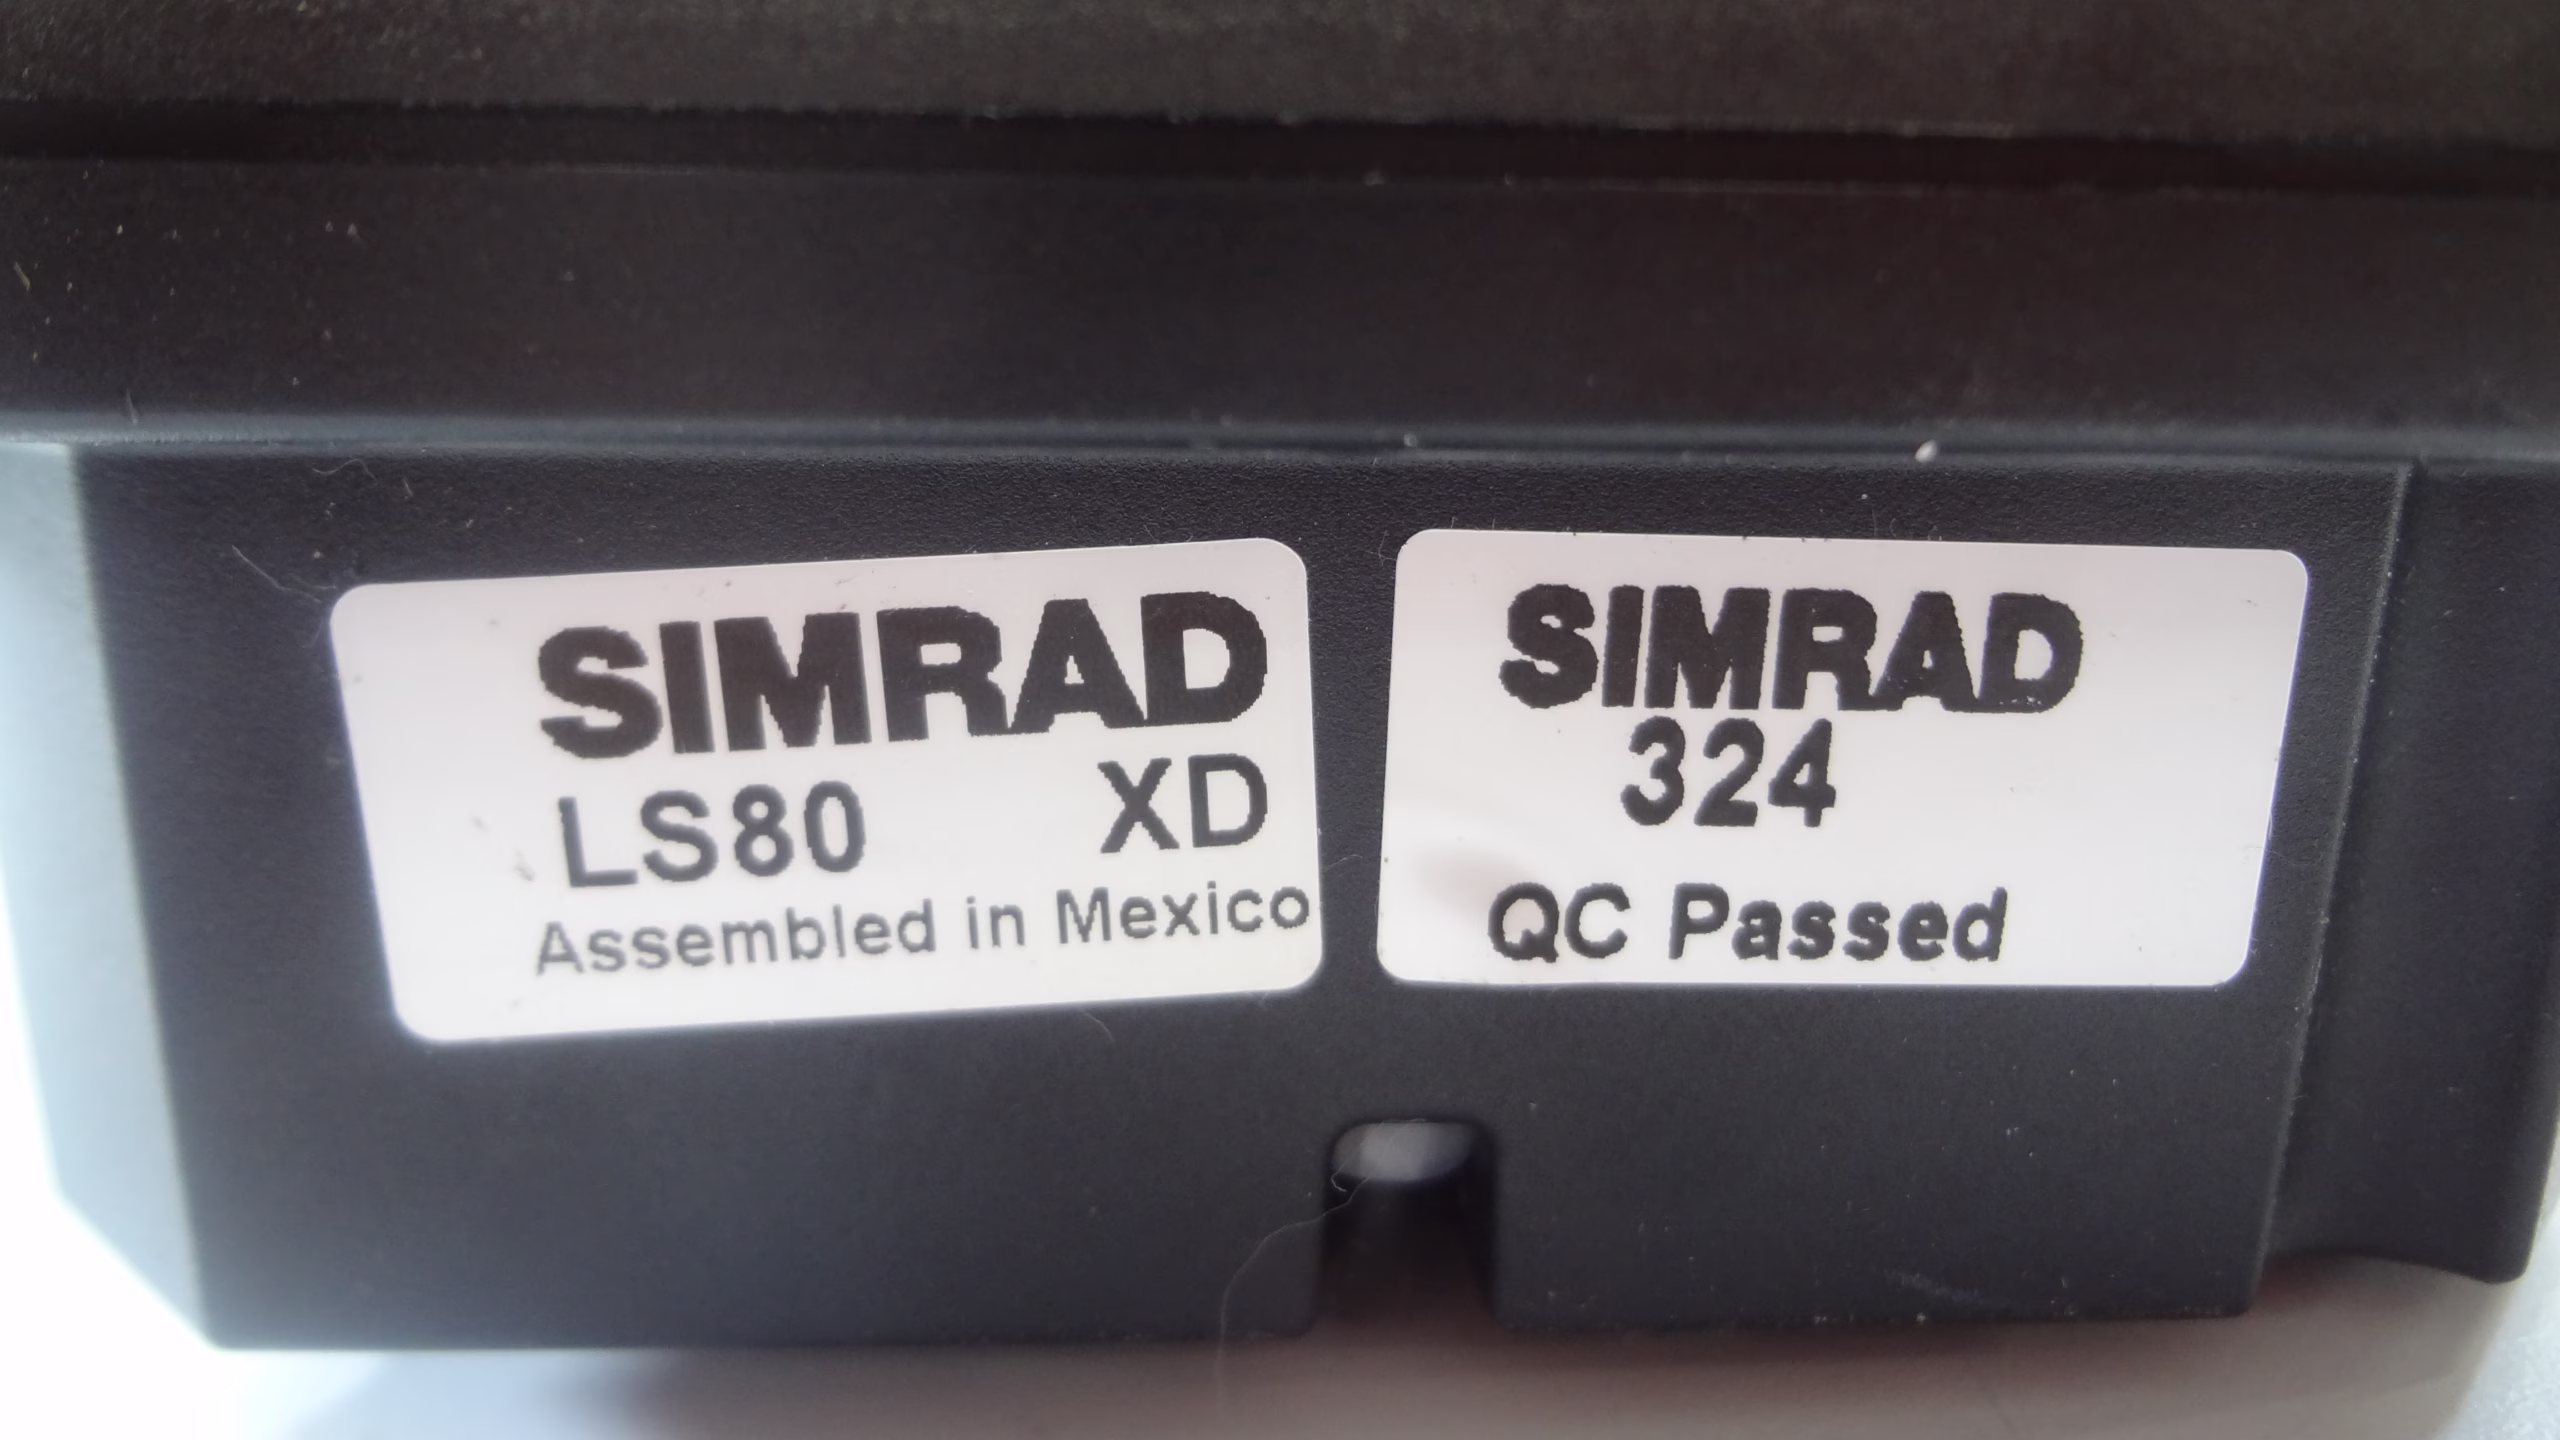 SIMRAD
LS80 XD
Assembled in Mexico
SIMRAD
324
QC Passed